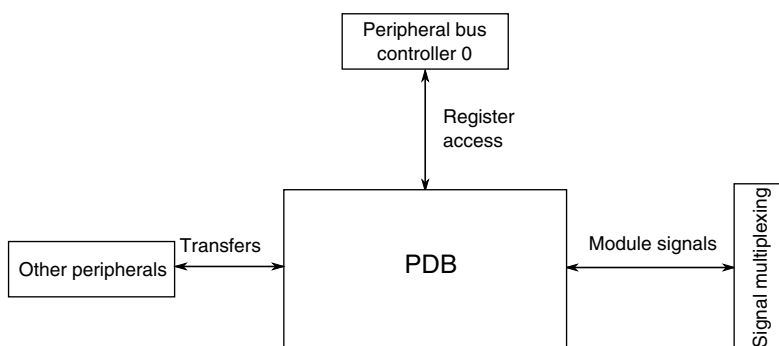 Peripheral bus
controller 0
Register
access
Other peripherals
Transfers
PDB
Module signals
Signal multiplexing